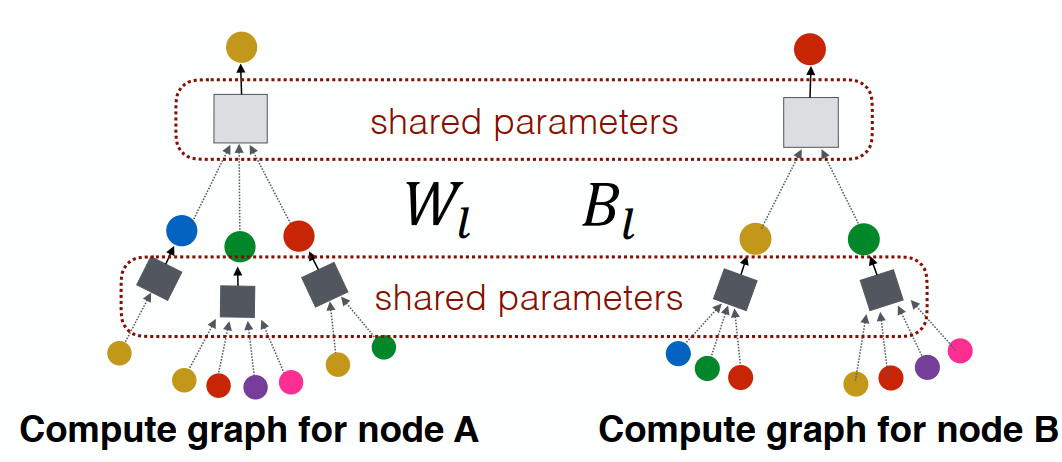 shared parameters
W_l B_l
shared parameters
Compute graph for node A
Compute graph for node B